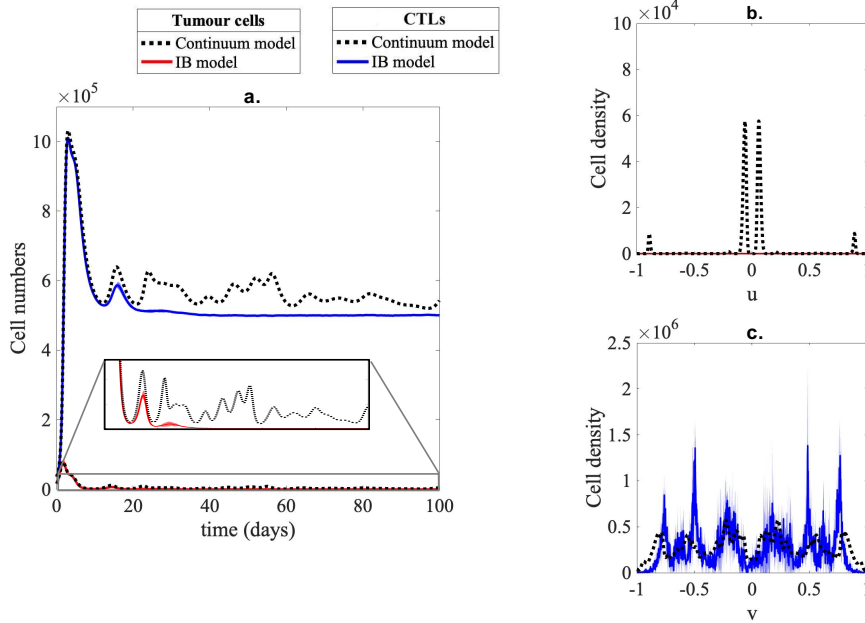 Tumour cells
Continuum model
IB model
CTLs
Continuum model
IB model
a.
×10^5
10
8
6
4
2
0
Cell numbers
0 20 40 60 80 100
time (days)
b.
×10^4
10
8
6
4
2
0
Cell density
-1 -0.5 0 0.5 1
u
c.
×10^6
2.5
2
1.5
1
0.5
0
Cell density
-1 -0.5 0 0.5 1
v